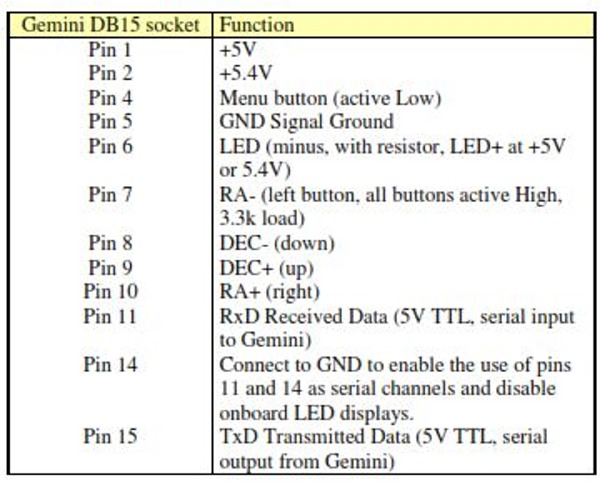 Gemini DB15 socket Function
Pin 1 +5V
Pin 2 +5.4V
Pin 4 Menu button (active Low)
Pin 5 GND Signal Ground
Pin 6 LED (minus, with resistor, LED+ at +5V
or 5.4V)
Pin 7 RA- (left button, all buttons active High,
3.3k load)
Pin 8 DEC- (down)
Pin 9 DEC+ (up)
Pin 10 RA+ (right)
Pin 11 RxD Received Data (5V TTL, serial input
to Gemini)
Pin 14 Connect to GND to enable the use of pins
11 and 14 as serial channels and disable
onboard LED displays.
Pin 15 TxD Transmitted Data (5V TTL, serial
output from Gemini)